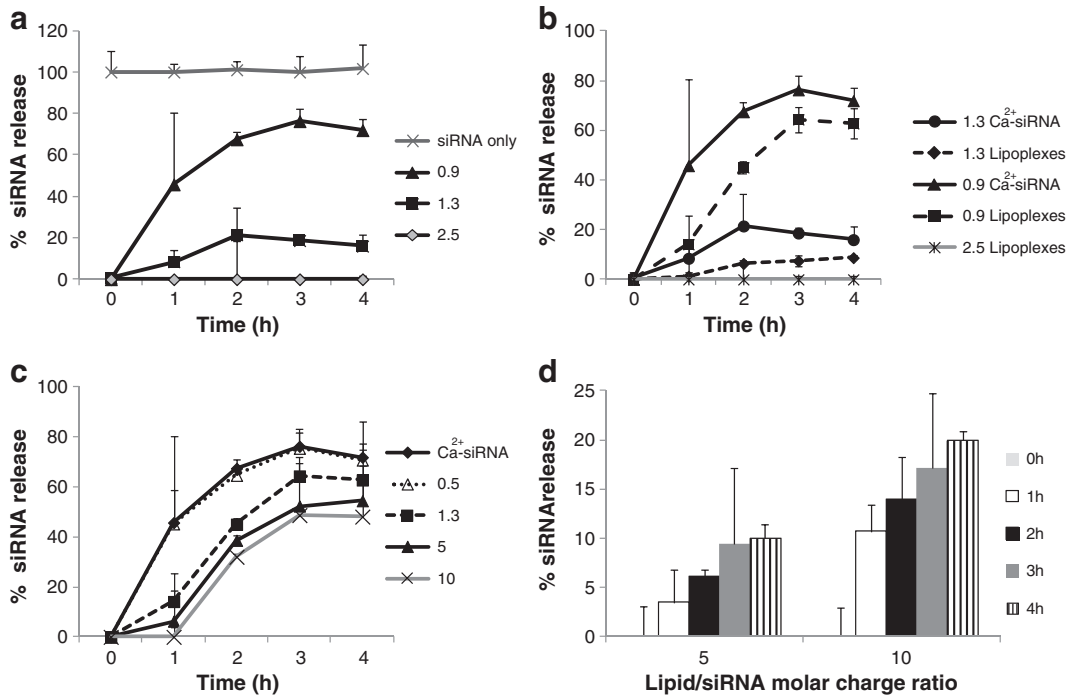 a
% siRNA release
120
100
80
60
40
20
0
0 1 2 3 4
Time (h)
siRNA only
0.9
1.3
2.5
b
% siRNA release
100
80
60
40
20
0
0 1 2 3 4
Time (h)
1.3 Ca2+-siRNA
1.3 Lipoplexes
0.9 Ca2+-siRNA
0.9 Lipoplexes
2.5 Lipoplexes
c
% siRNA release
100
80
60
40
20
0
0 1 2 3 4
Time (h)
Ca2+-siRNA
0.5
1.3
5
10
d
% siRNArelease
25
20
15
10
5
0
5 10
Lipid/siRNA molar charge ratio
0h
1h
2h
3h
4h